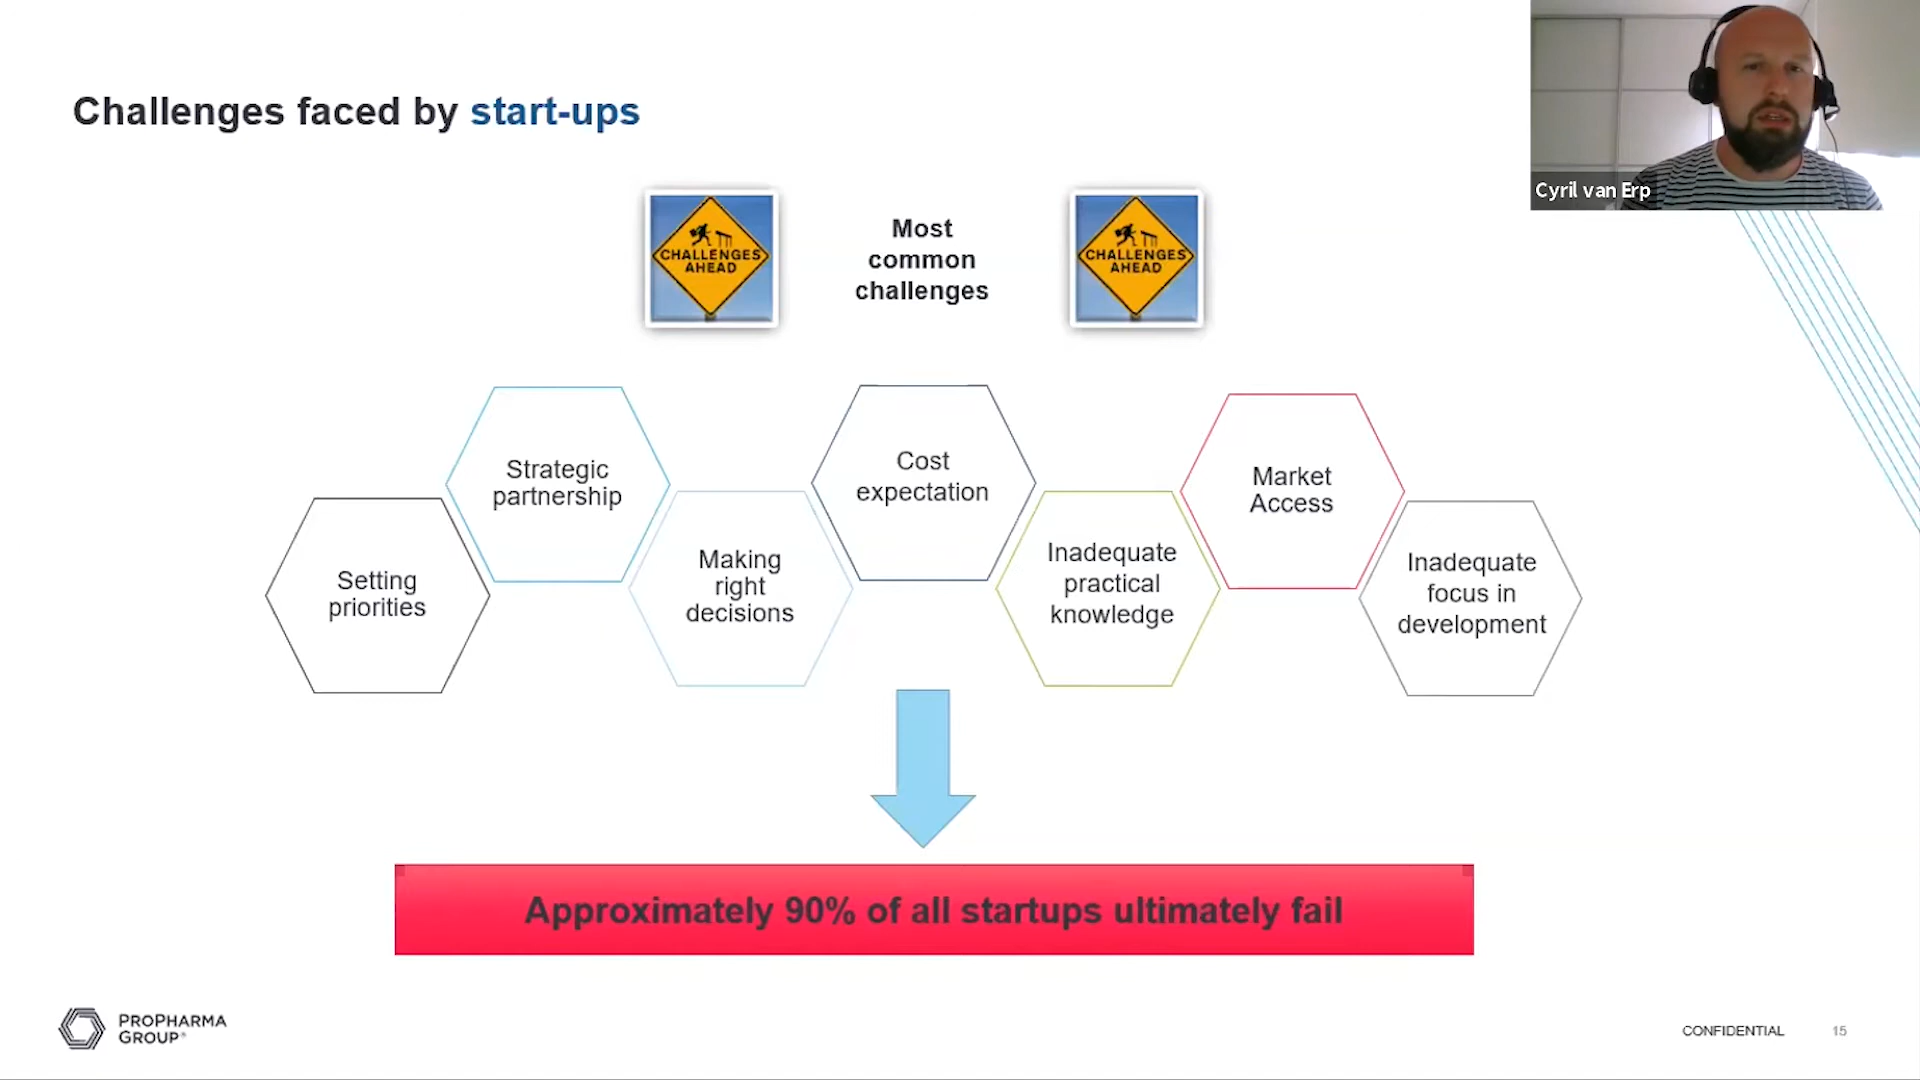 Challenges faced by start-ups
Cyril van Erp
CHALLENGES
AHEAD
Most
common
challenges
CHALLENGES
AHEAD
Setting
priorities
Strategic
partnership
Making
right
decisions
Cost
expectation
Inadequate
practical
knowledge
Market
Access
Inadequate
focus in
development
Approximately 90% of all startups ultimately fail
PROPHARMA
GROUP®
CONFIDENTIAL
15